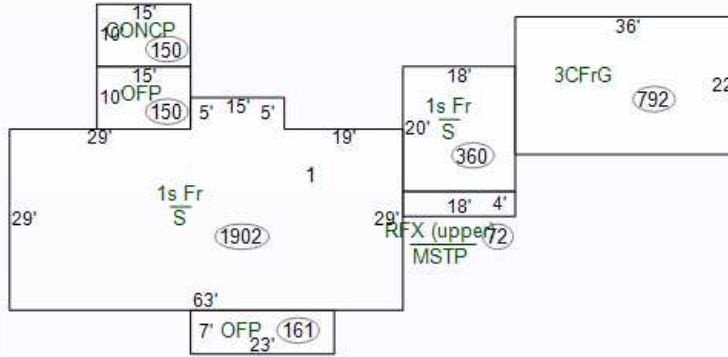 15'
CONCP
10'
150
15'
10' OFP
150
5' 15' 5'
29'
19'
18'
1s Fr
S
20'
360
36'
3CFrG
22
792
1
1s Fr
S
29'
1902
29'
18' 4'
RFX (upper) 72
MSTP
63'
7' OFP 161
23'